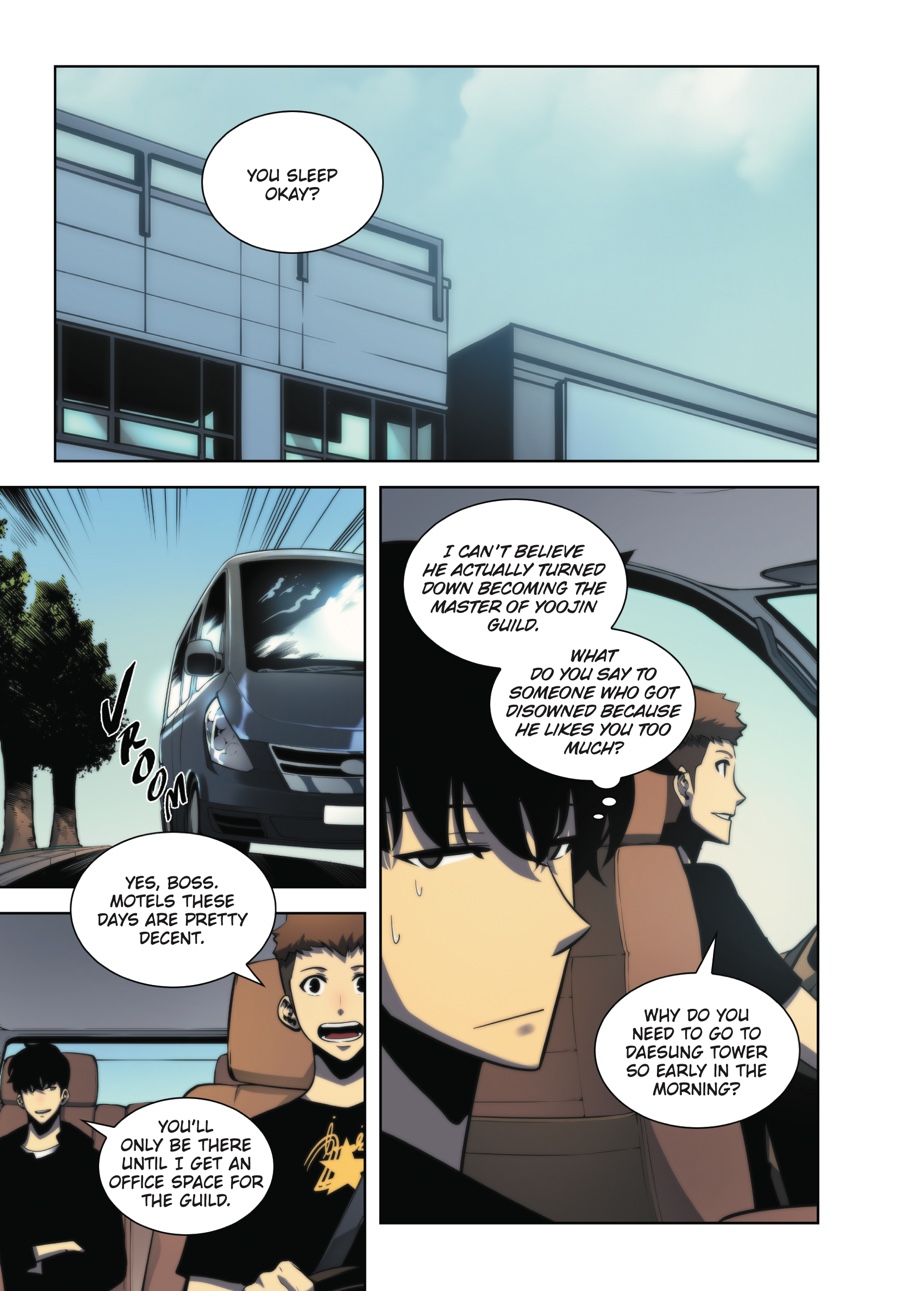 YOU SLEEP
OKAY?
VROOM
YES, BOSS.
MOTELS THESE
DAYS ARE PRETTY
DECENT.
YOU'LL
ONLY BE THERE
UNTIL I GET AN
OFFICE SPACE FOR
THE GUILD.
I CAN'T BELIEVE
HE ACTUALLY TURNED
DOWN BECOMING THE
MASTER OF YOOJIN
GUILD.
WHAT
DO YOU SAY TO
SOMEONE WHO GOT
DISOWNED BECAUSE
HE LIKES YOU TOO
MUCH?
WHY DO YOU
NEED TO GO TO
DAESUNG TOWER
SO EARLY IN THE
MORNING?